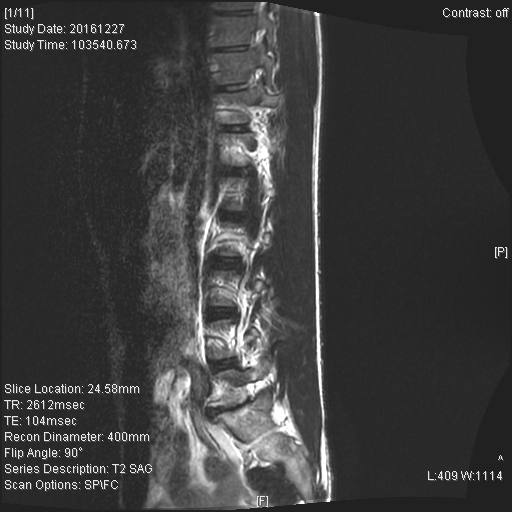 [1/11]
Study Date: 20161227
Study Time: 103540.673
Contrast: off
[P]
Slice Location: 24.58mm
TR: 2612msec
TE: 104msec
Recon Dinameter: 400mm
Flip Angle: 90°
Series Description: T2 SAG
Scan Options: SP\FC
[F]
^
L:409 W:1114